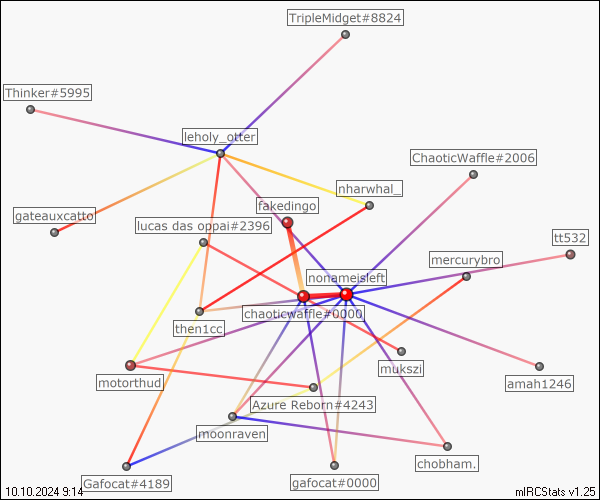 TripleMidget#8824
Thinker#5995
leholy_otter
ChaoticWaffle#2006
nharwhal_
fakedingo
gateauxcatto
lucas das oppai#2396
tt532
mercurybro
nonameisleft
chaoticwaffle#0000
then1cc
mukszi
motorthud
amah1246
Azure Reborn#4243
moonraven
chobham.
Gafocat#4189
gafocat#0000
10.10.2024 9:14
mIRCStats v1.25